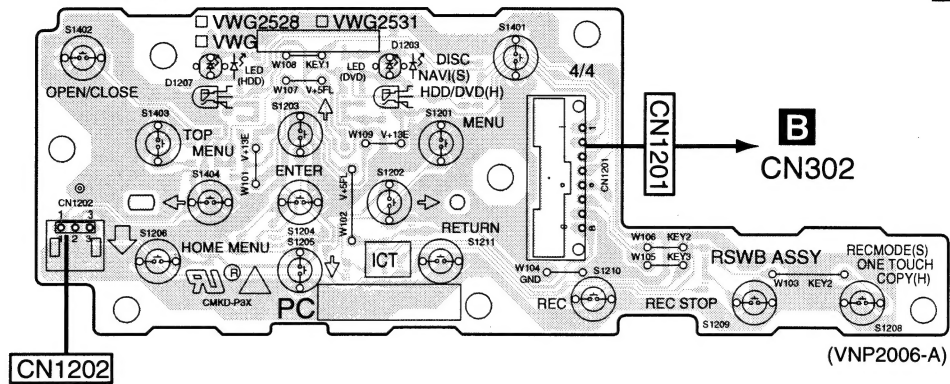 □ VWG2528 □ VWG2531
□ VWG
S1402
S1401
D1203
DISC
NAVI(S)
HDD/DVD(H)
4/4
LED
(HDD)
W108 KEY1
LED
(DVD)
D1207
W107 V+5FL
OPEN/CLOSE
S1203
S1403
S1201
TOP
MENU
MENU
W109 V+13E
1
CN1201
8
CN1201
B
CN302
V+13E
W101
ENTER
V+5FL
W102
S1404
S1202
S1204
CN1202
1 3
1 2 3
S1206
HOME MENU
S1205
RETURN
S1211
ICT
W106 KEY2
W105 KEY3
W104
GND
S1210
RSWB ASSY
RECMODE(S)
ONE TOUCH
COPY(H)
W103 KEY2
®
CMKD-P3X
PC
REC
REC STOP
S1209
S1208
(VNP2006-A)
CN1202